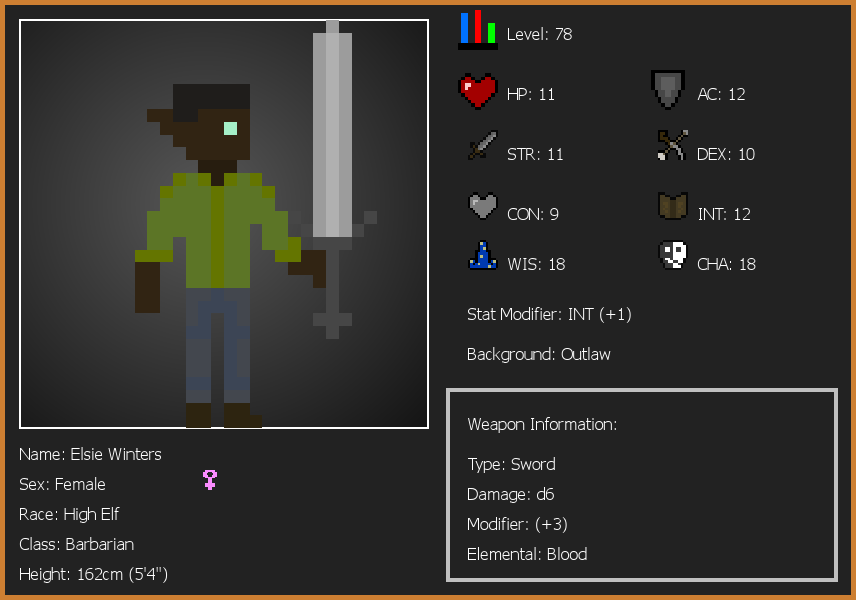 Level: 78
HP: 11
AC: 12
STR: 11
DEX: 10
CON: 9
INT: 12
WIS: 18
CHA: 18
Stat Modifier: INT (+1)
Background: Outlaw
Weapon Information:
Type: Sword
Damage: d6
Modifier: (+3)
Elemental: Blood
Name: Elsie Winters
Sex: Female
Race: High Elf
Class: Barbarian
Height: 162cm (5'4")